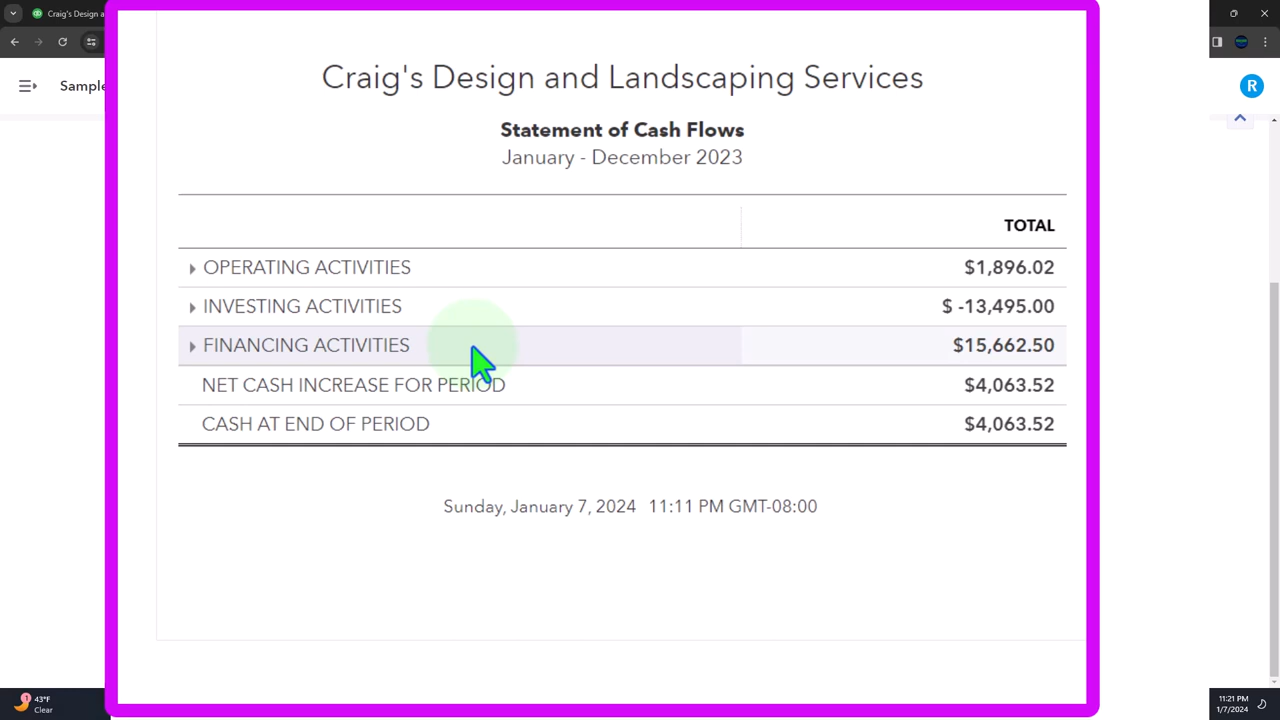 Craig's Design a
Sample
R
Craig's Design and Landscaping Services
Statement of Cash Flows
January - December 2023
TOTAL
OPERATING ACTIVITIES $1,896.02
INVESTING ACTIVITIES $ -13,495.00
FINANCING ACTIVITIES $15,662.50
NET CASH INCREASE FOR PERIOD $4,063.52
CASH AT END OF PERIOD $4,063.52
Sunday, January 7, 2024 11:11 PM GMT-08:00
1
43°F
Clear
11:21 PM
1/7/2024